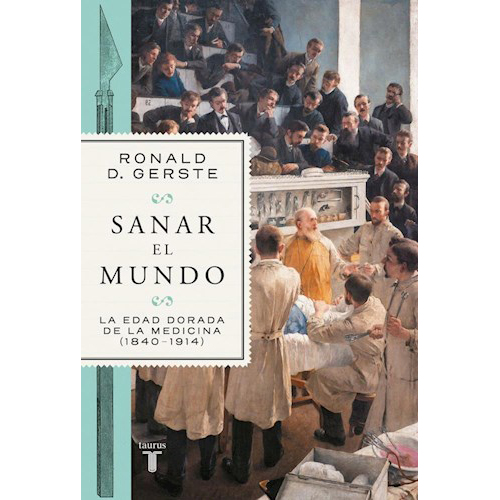 RONALD
D. GERSTE
SANAR
EL
MUNDO
LA EDAD DORADA
DE LA MEDICINA
(1840-1914)
taurus
T